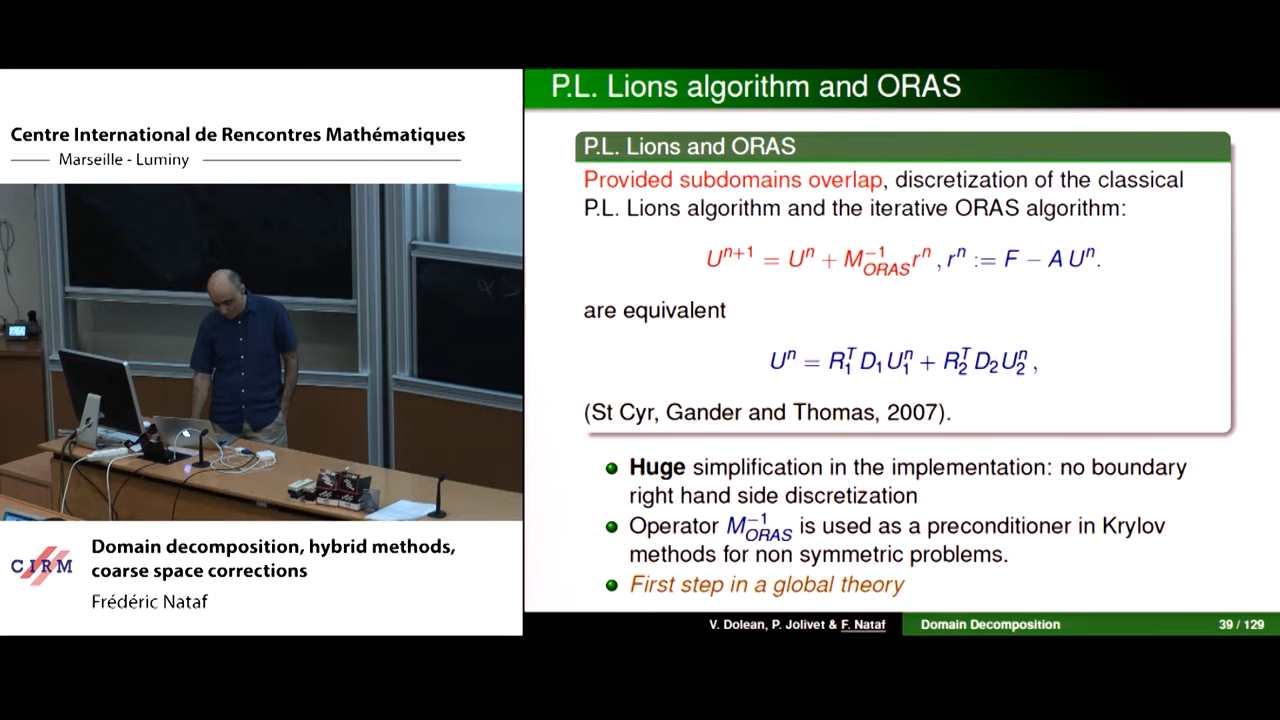 Centre International de Rencontres Mathématiques
Marseille - Luminy
CIRM
Domain decomposition, hybrid methods,
coarse space corrections
Frédéric Nataf
P.L. Lions algorithm and ORAS
P.L. Lions and ORAS
Provided subdomains overlap, discretization of the classical
P.L. Lions algorithm and the iterative ORAS algorithm:
U^{n+1} = U^n + M_{ORAS}^{-1} r^n , r^n := F − A U^n.
are equivalent
U^n = R_1^T D_1 U_1^n + R_2^T D_2 U_2^n ,
(St Cyr, Gander and Thomas, 2007).
Huge simplification in the implementation: no boundary
right hand side discretization
Operator M_{ORAS}^{-1} is used as a preconditioner in Krylov
methods for non symmetric problems.
First step in a global theory
V. Dolean, P. Jolivet & F. Nataf Domain Decomposition 39 / 129